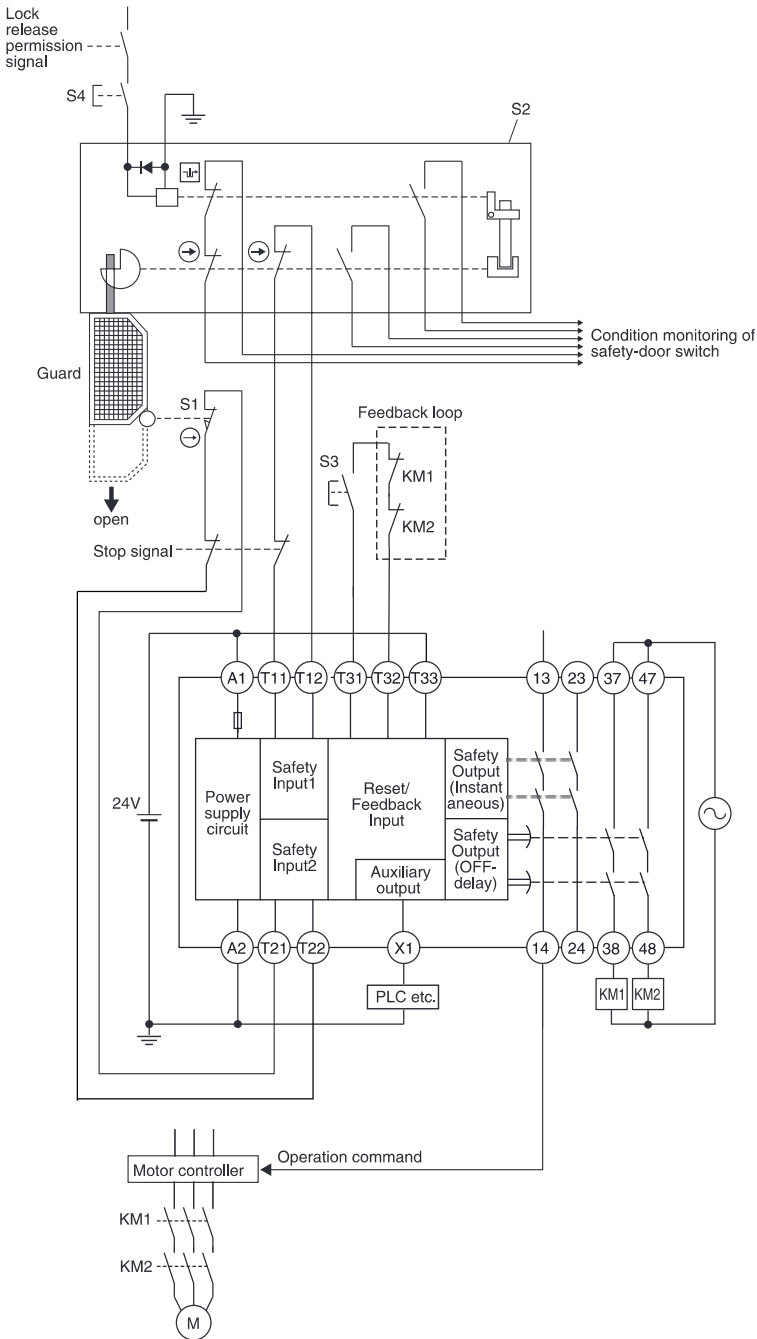 Lock
release
permission
signal
S4
S2
Guard
Condition monitoring of
safety-door switch
S1
open
Stop signal
S3
Feedback loop
KM1
KM2
A1
T11
T12
T31
T32
T33
13
23
37
47
24V
Power
supply
circuit
Safety
Input1
Safety
Input2
Reset/
Feedback
Input
Auxiliary
output
Safety
Output
(Instant
aneous)
Safety
Output
(OFF-
delay)
A2
T21
T22
X1
14
24
38
48
PLC etc.
KM1
KM2
Motor controller
Operation command
KM1
KM2
M